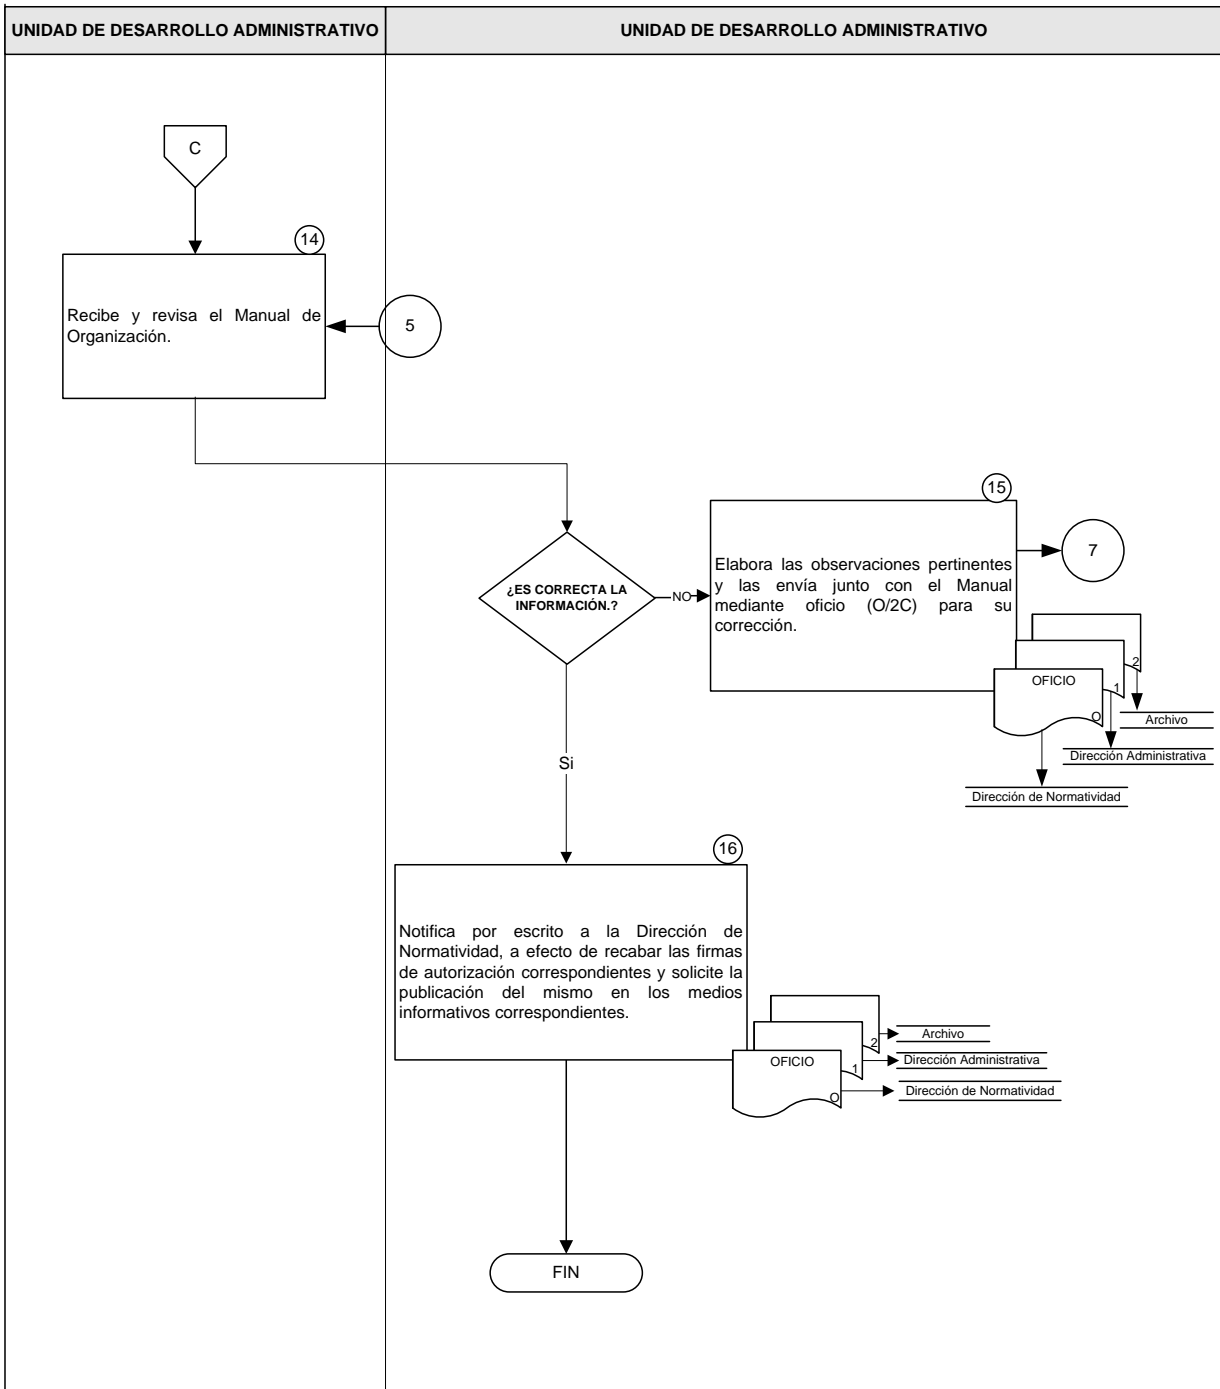 UNIDAD DE DESARROLLO ADMINISTRATIVO
UNIDAD DE DESARROLLO ADMINISTRATIVO
C
14
Recibe y revisa el Manual de
Organización.
5
15
Elabora las observaciones pertinentes
y las envía junto con el Manual
mediante oficio (O/2C) para su
corrección.
7
¿ES CORRECTA LA
INFORMACIÓN.?
NO
2
1
OFICIO
O
Archivo
Dirección Administrativa
Dirección de Normatividad
Si
16
Notifica por escrito a la Dirección de
Normatividad, a efecto de recabar las firmas
de autorización correspondientes y solicite la
publicación del mismo en los medios
informativos correspondientes.
2
1
OFICIO
O
Archivo
Dirección Administrativa
Dirección de Normatividad
FIN